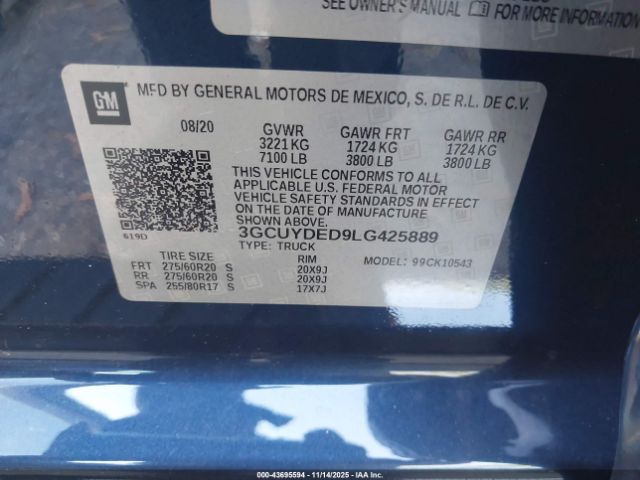 SEE OWNER'S MANUAL FOR MORE INFORMATION
GM
MFD BY GENERAL MOTORS DE MEXICO, S. DE R.L. DE C.V.
08/20 GVWR GAWR FRT GAWR RR
3221 KG 1724 KG 1724 KG
7100 LB 3800 LB 3800 LB
THIS VEHICLE CONFORMS TO ALL
APPLICABLE U.S. FEDERAL MOTOR
VEHICLE SAFETY STANDARDS IN EFFECT
ON THE DATE OF MANUFACTURE
SHOWN ABOVE.
619D 3GCUYDED9LG425889
TYPE: TRUCK
TIRE SIZE RIM MODEL: 99CK10543
FRT 275/60R20 S 20X9J
RR 275/60R20 S 20X9J
SPA 255/80R17 S 17X7J
000-43695594 - 11/14/2025 - IAAI.COM